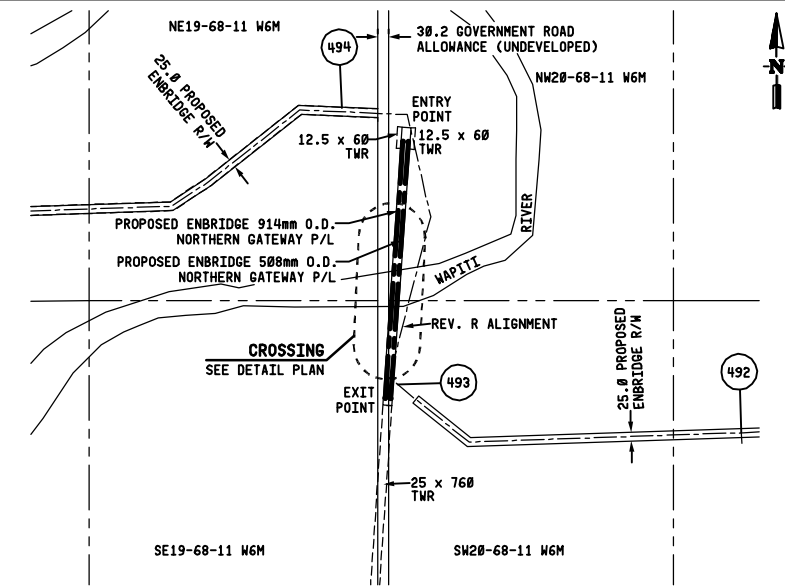 NE19-68-11 W6M
494
30.2 GOVERNMENT ROAD
ALLOWANCE (UNDEVELOPED)
N
NW20-68-11 W6M
25.0 PROPOSED
ENBRIDGE R/W
ENTRY
POINT
12.5 x 60
TWR
12.5 x 60
TWR
PROPOSED ENBRIDGE 914mm O.D.
NORTHERN GATEWAY P/L
PROPOSED ENBRIDGE 508mm O.D.
NORTHERN GATEWAY P/L
WAPITI
RIVER
REV. R ALIGNMENT
CROSSING
SEE DETAIL PLAN
EXIT
POINT
493
25.0 PROPOSED
ENBRIDGE R/W
492
25 x 760
TWR
SE19-68-11 W6M
SW20-68-11 W6M